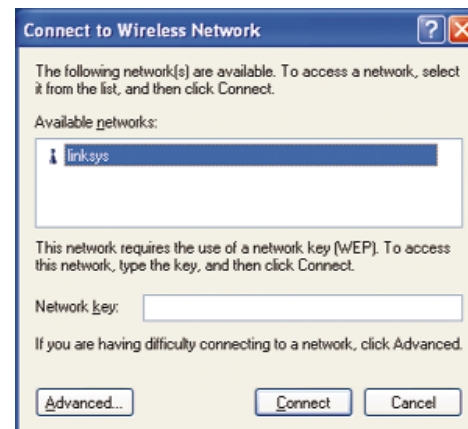 Connect to Wireless Network
The following network(s) are available. To access a network, select
it from the list, and then click Connect.
Available networks:
linksys
This network requires the use of a network key (WEP). To access
this network, type the key, and then click Connect.
Network key:
If you are having difficulty connecting to a network, click Advanced.
Advanced... Connect Cancel